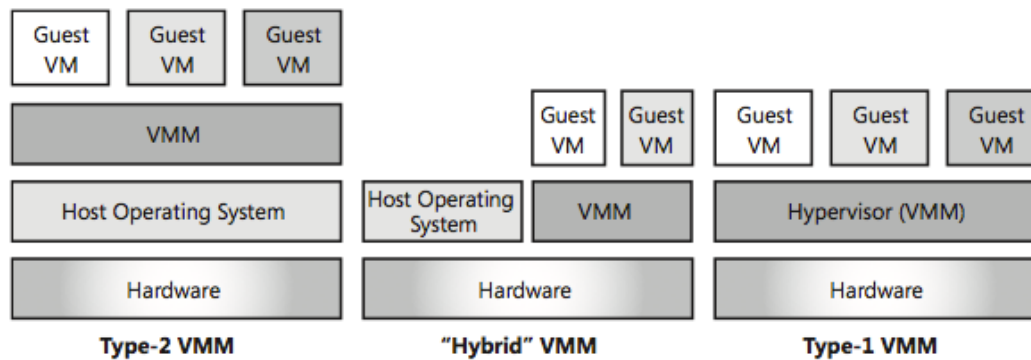 Guest
VM
Guest
VM
Guest
VM
VMM
Host Operating System
Hardware
Type-2 VMM
Guest
VM
Guest
VM
Host Operating
System
VMM
Hardware
"Hybrid" VMM
Guest
VM
Guest
VM
Guest
VM
Hypervisor (VMM)
Hardware
Type-1 VMM